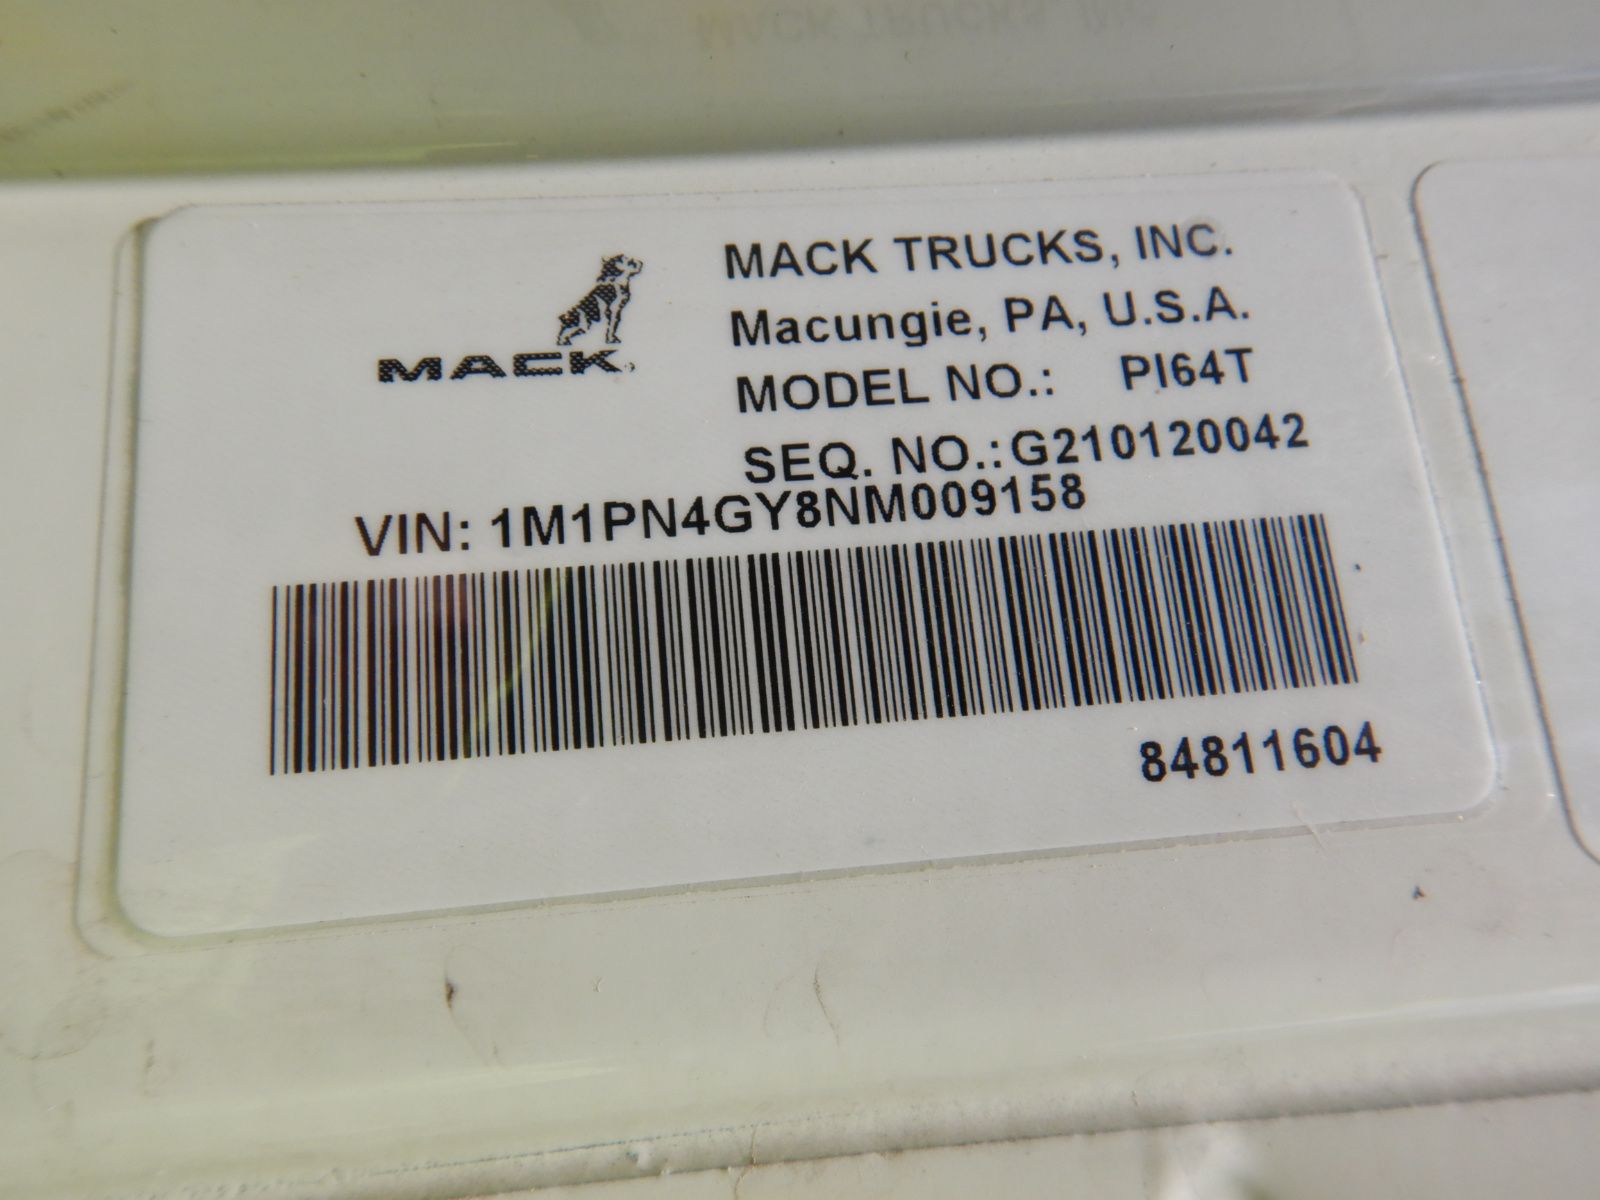 MACK TRUCKS, INC.
Macungie, PA, U.S.A.
MACK
MODEL NO.: PI64T
SEQ. NO.:G210120042
VIN: 1M1PN4GY8NM009158
84811604